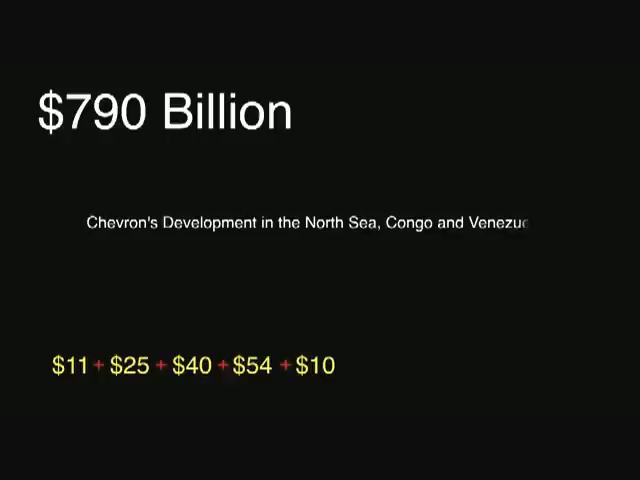 $790 Billion
Chevron's Development in the North Sea, Congo and
$11 + $25 + $40 + $54 + $10